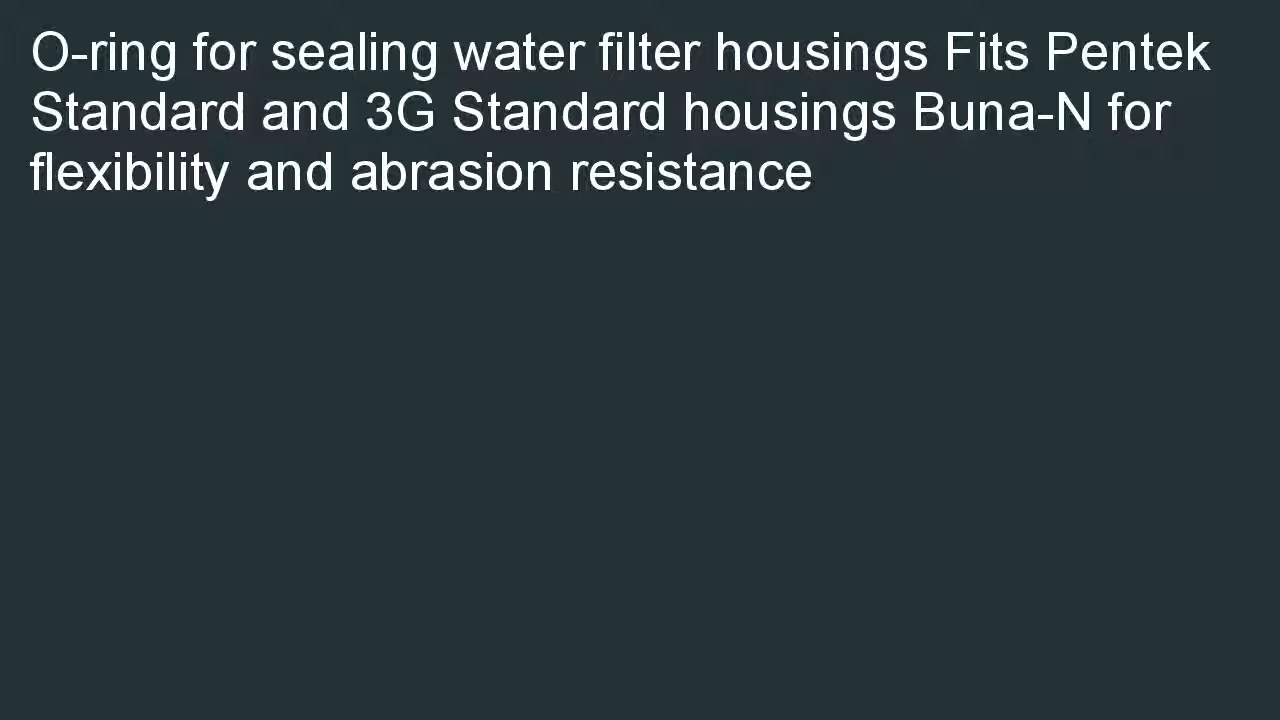 O-ring for sealing water filter housings Fits Pentek
Standard and 3G Standard housings Buna-N for
flexibility and abrasion resistance